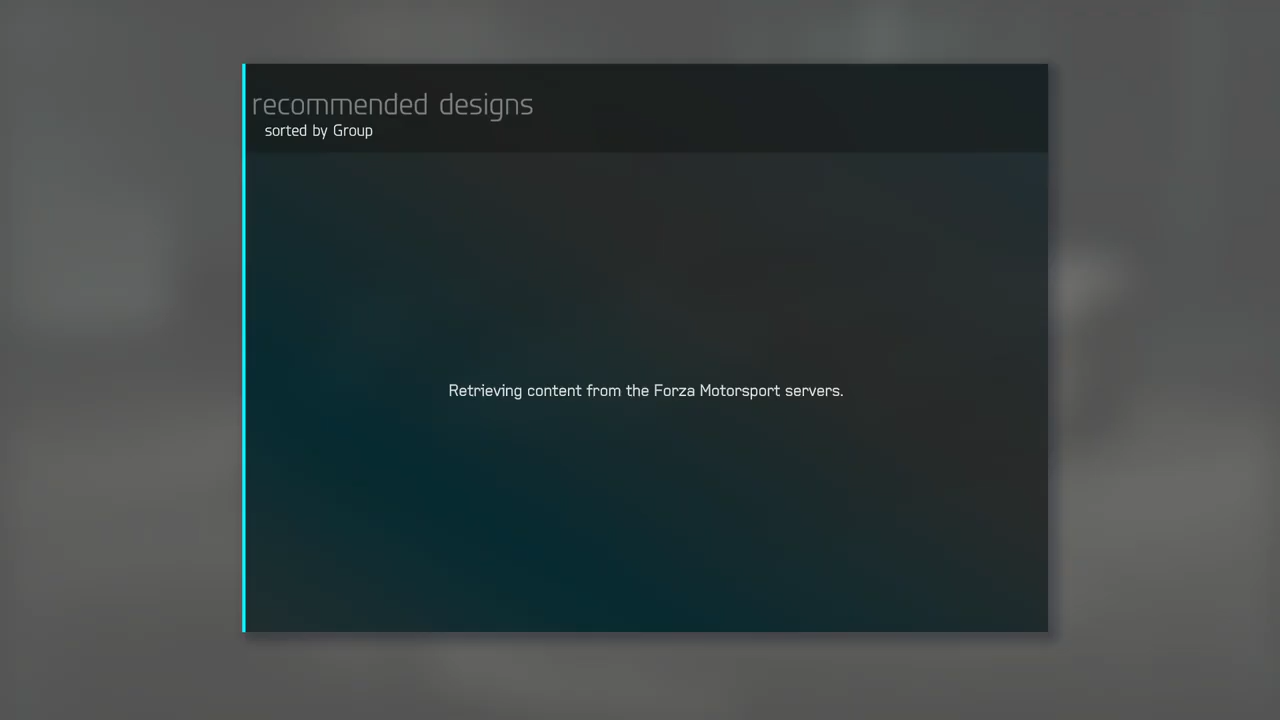 recommended designs
sorted by Group
Retrieving content from the Forza Motorsport servers.